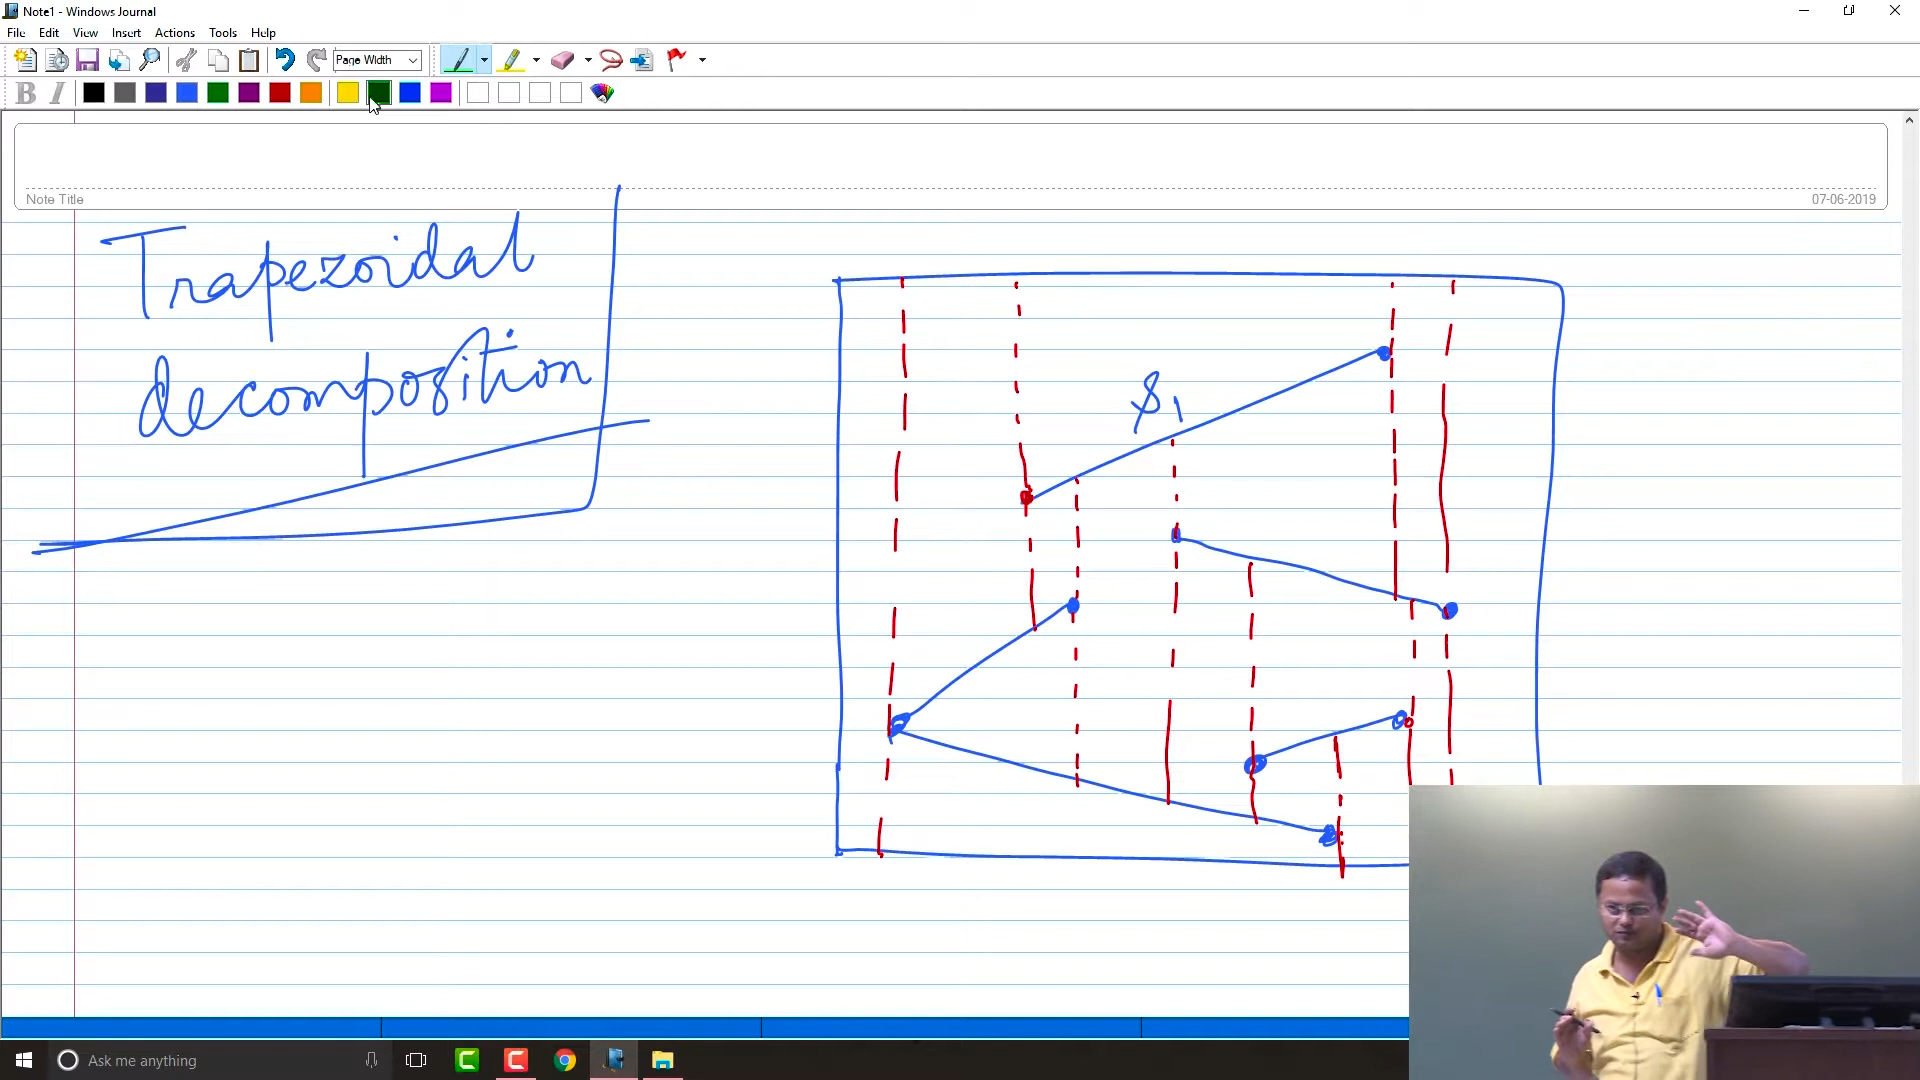 Note1 - Windows Journal
File Edit View Insert Actions Tools Help
Page Width
B I
Note Title
07-06-2019
Trapezoidal
decomposition
S1
Ask me anything